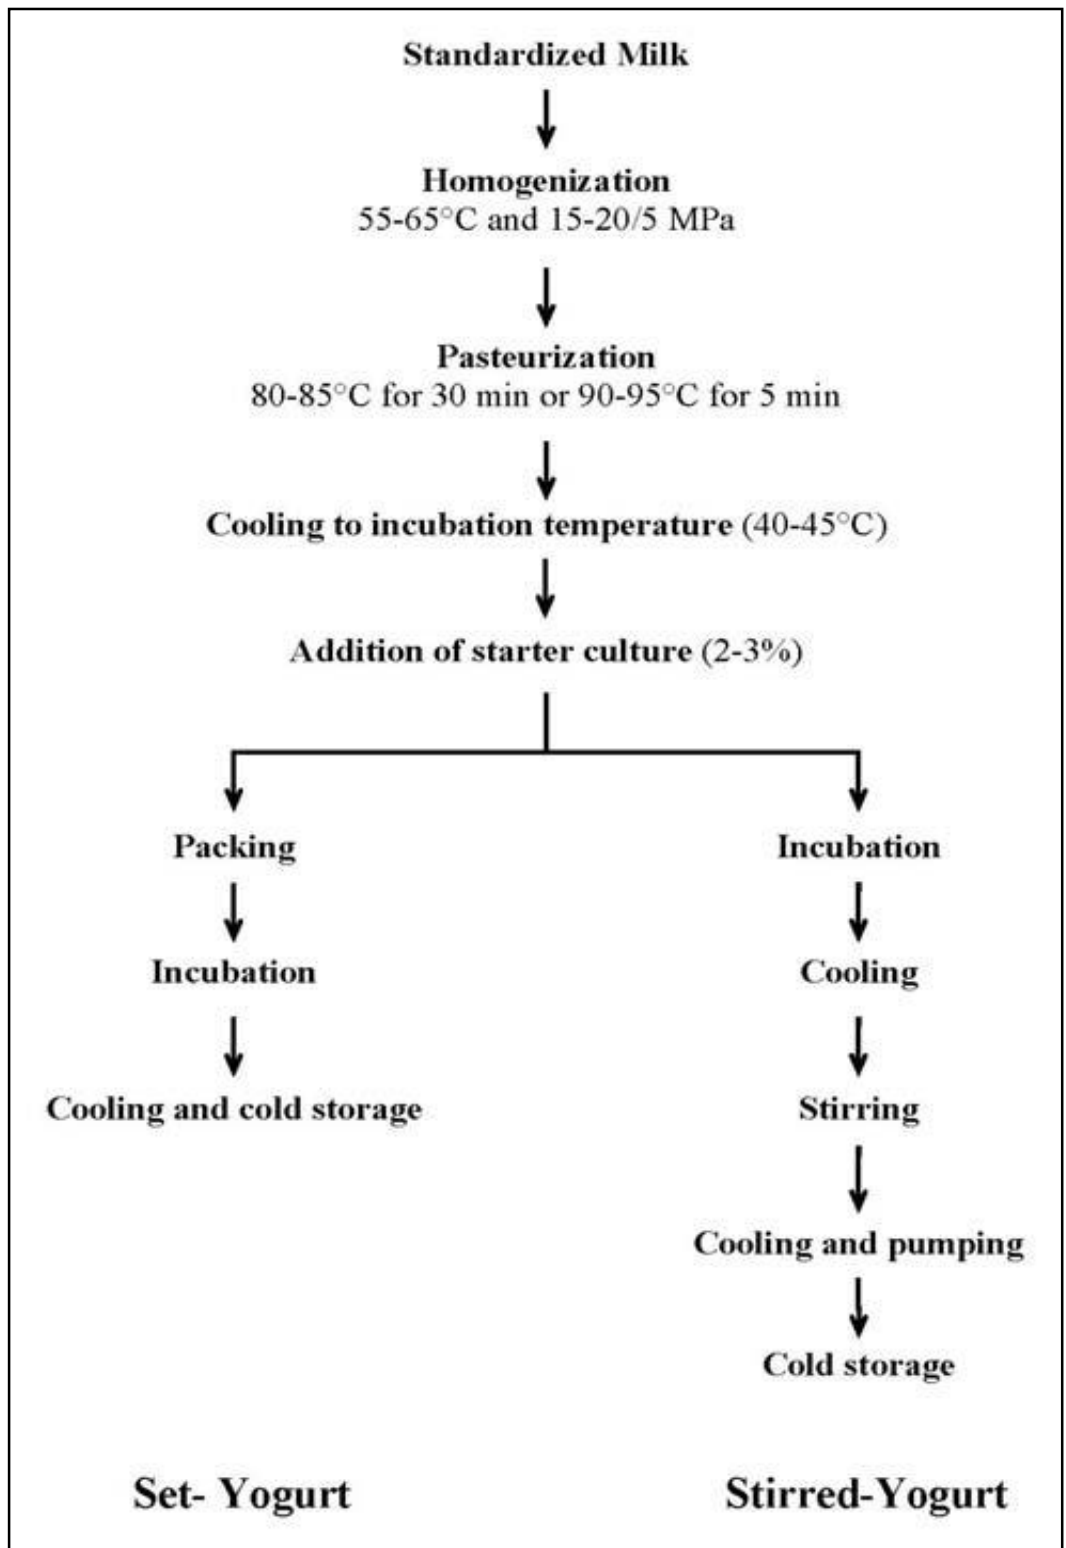 Standardized Milk
Homogenization
55-65°C and 15-20/5 MPa
Pasteurization
80-85°C for 30 min or 90-95°C for 5 min
Cooling to incubation temperature (40-45°C)
Addition of starter culture (2-3%)
Packing
Incubation
Cooling and cold storage
Incubation
Cooling
Stirring
Cooling and pumping
Cold storage
Set- Yogurt
Stirred-Yogurt